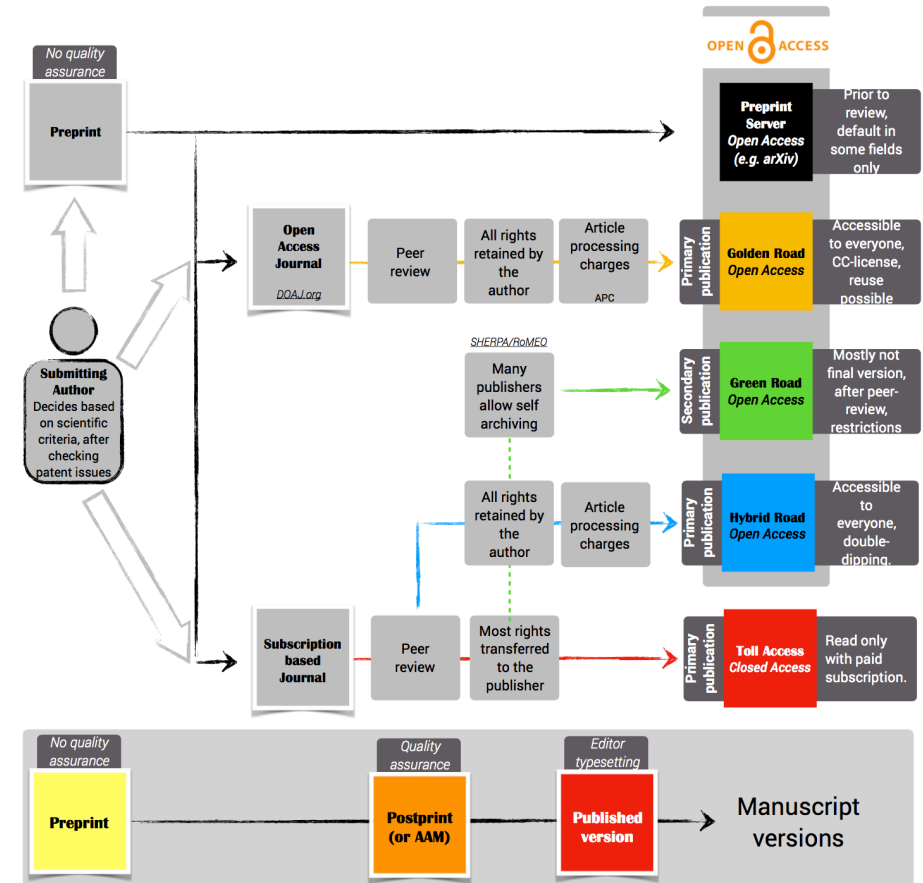 OPEN ACCESS
No quality
assurance
Preprint
Preprint
Server
Open Access
(e.g. arXiv)
Prior to
review,
default in
some fields
only
Open
Access
Journal
DOAJ.org
Peer
review
All rights
retained by
the
author
Article
processing
charges
APC
Primary
publication
Golden Road
Open Access
Accessible
to everyone,
CC-license,
reuse
possible
Submitting
Author
Decides based
on scientific
criteria, after
checking
patent issues
SHERPA/RoMEO
Many
publishers
allow self
archiving
Secondary
publication
Green Road
Open Access
Mostly not
final version,
after peer-
review,
restrictions
All rights
retained by
the
author
Article
processing
charges
Primary
publication
Hybrid Road
Open Access
Accessible
to
everyone,
double-
dipping.
Subscription
based
Journal
Peer
review
Most rights
transferred
to the
publisher
Primary
publication
Toll Access
Closed Access
Read only
with paid
subscription.
No quality
assurance
Preprint
Quality
assurance
Postprint
(or AAM)
Editor
typesetting
Published
version
Manuscript
versions